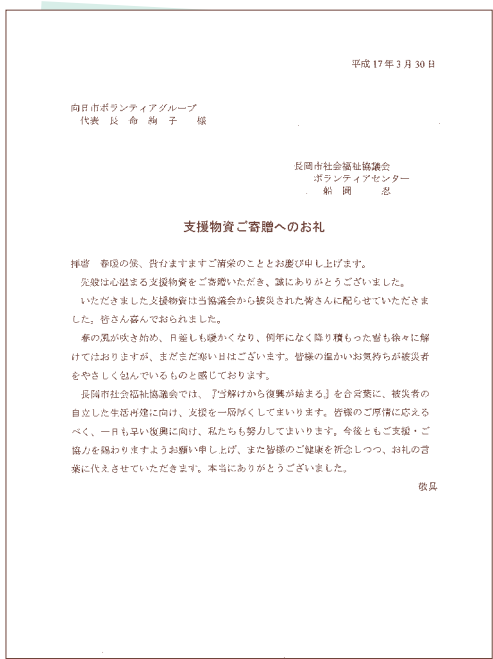 平成 17 年 3 月 30 日
向日市ボランティアグループ
代表 長 命 絢 子 様
長岡市社会福祉協議会
ボランティアセンター
船 岡 忍
支援物資ご寄贈へのお礼
拝啓 春暖の候、貴台ますますご清栄のこととお慶び申し上げます。
先般は心温まる支援物資をご寄贈いただき、誠にありがとうございました。
いただきました支援物資は当協議会から被災された皆さんに配らせていただきま
した。皆さん喜んでおられました。
春の風が吹き始め、日差しも暖かくなり、例年になく降り積もった雪も徐々に解
けてはおりますが、まだまだ寒い日はございます。皆様の温かいお気持ちが被災者
をやさしく包んでいるものと感じております。
長岡市社会福祉協議会では、『雪解けから復興が始まる』を合言葉に、被災者の
自立した生活再建に向け、支援を一層厚くしてまいります。皆様のご厚情に応える
べく、一日も早い復興に向け、私たちも努力してまいります。今後ともご支援・ご
協力を賜わりますようお願い申し上げ、また皆様のご健康を祈念しつつ、お礼の言
葉に代えさせていただきます。本当にありがとうございました。
敬具